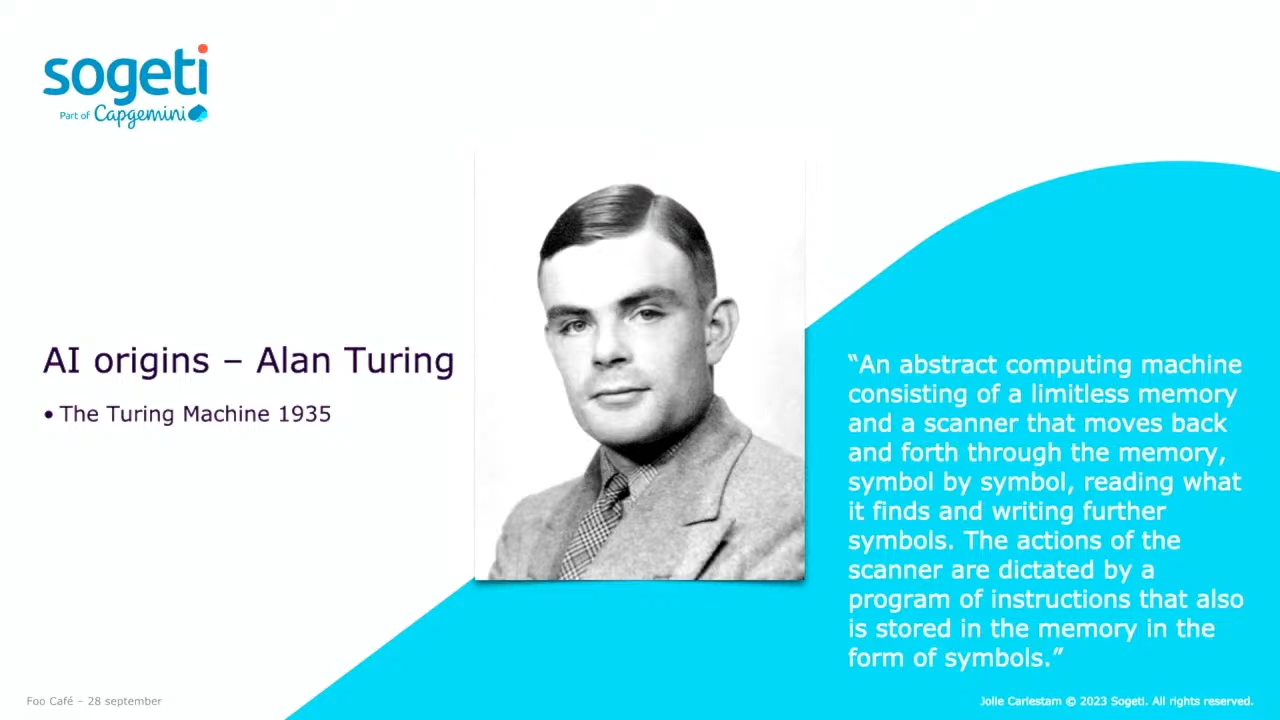 sogeti
Part of Capgemini
AI origins – Alan Turing
• The Turing Machine 1935
“An abstract computing machine
consisting of a limitless memory
and a scanner that moves back
and forth through the memory,
symbol by symbol, reading what
it finds and writing further
symbols. The actions of the
scanner are dictated by a
program of instructions that also
is stored in the memory in the
form of symbols.”
Foo Café – 28 september
Jolie Carlestam © 2023 Sogeti. All rights reserved.